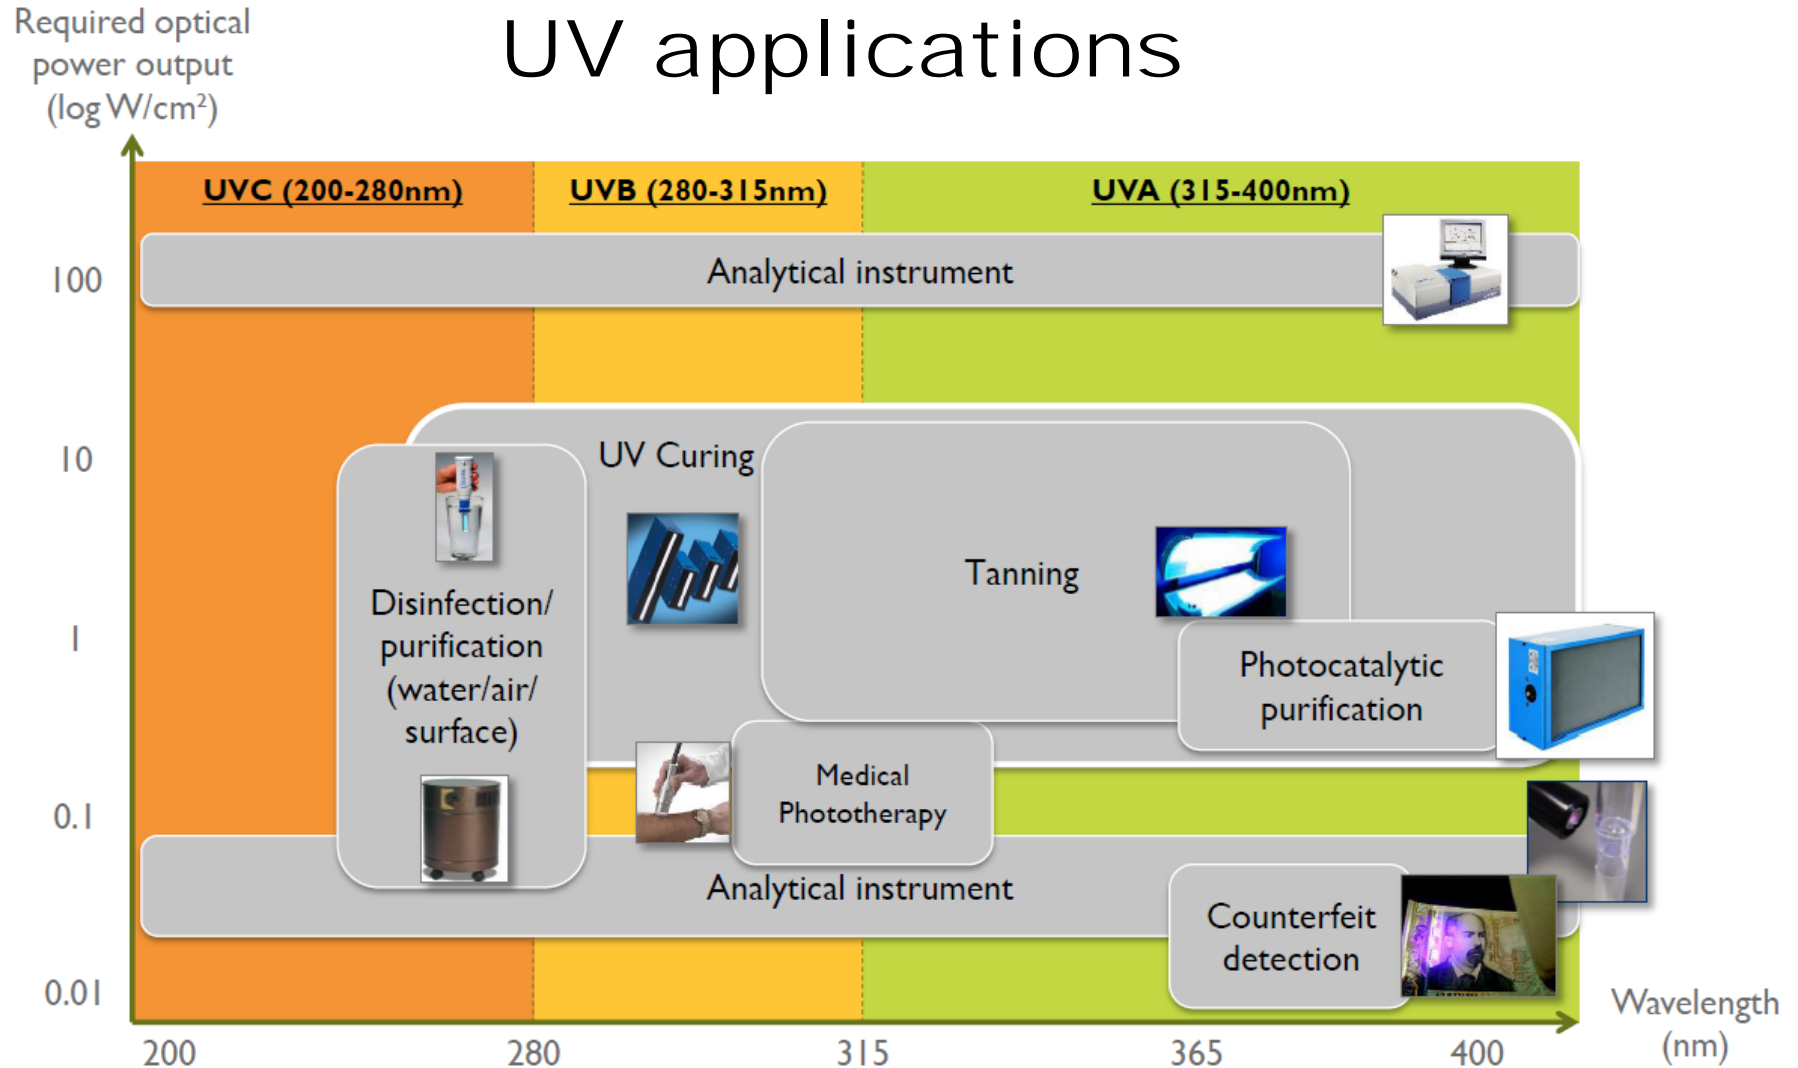 Required optical
power output
(log W/cm²)
UV applications
UVC (200-280nm)
UVB (280-315nm)
UVA (315-400nm)
100
Analytical instrument
10
UV Curing
Tanning
Disinfection/
purification
(water/air/
surface)
1
Photocatalytic
purification
Medical
Phototherapy
0.1
Analytical instrument
Counterfeit
detection
0.01
Wavelength
(nm)
200
280
315
365
400